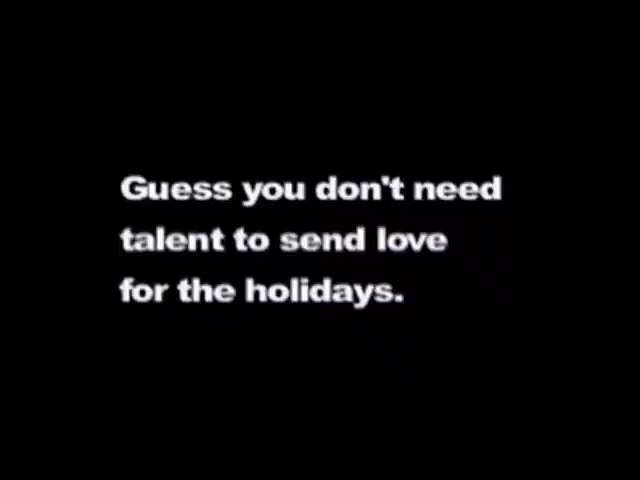 Guess you don't need
talent to send love
for the holidays.